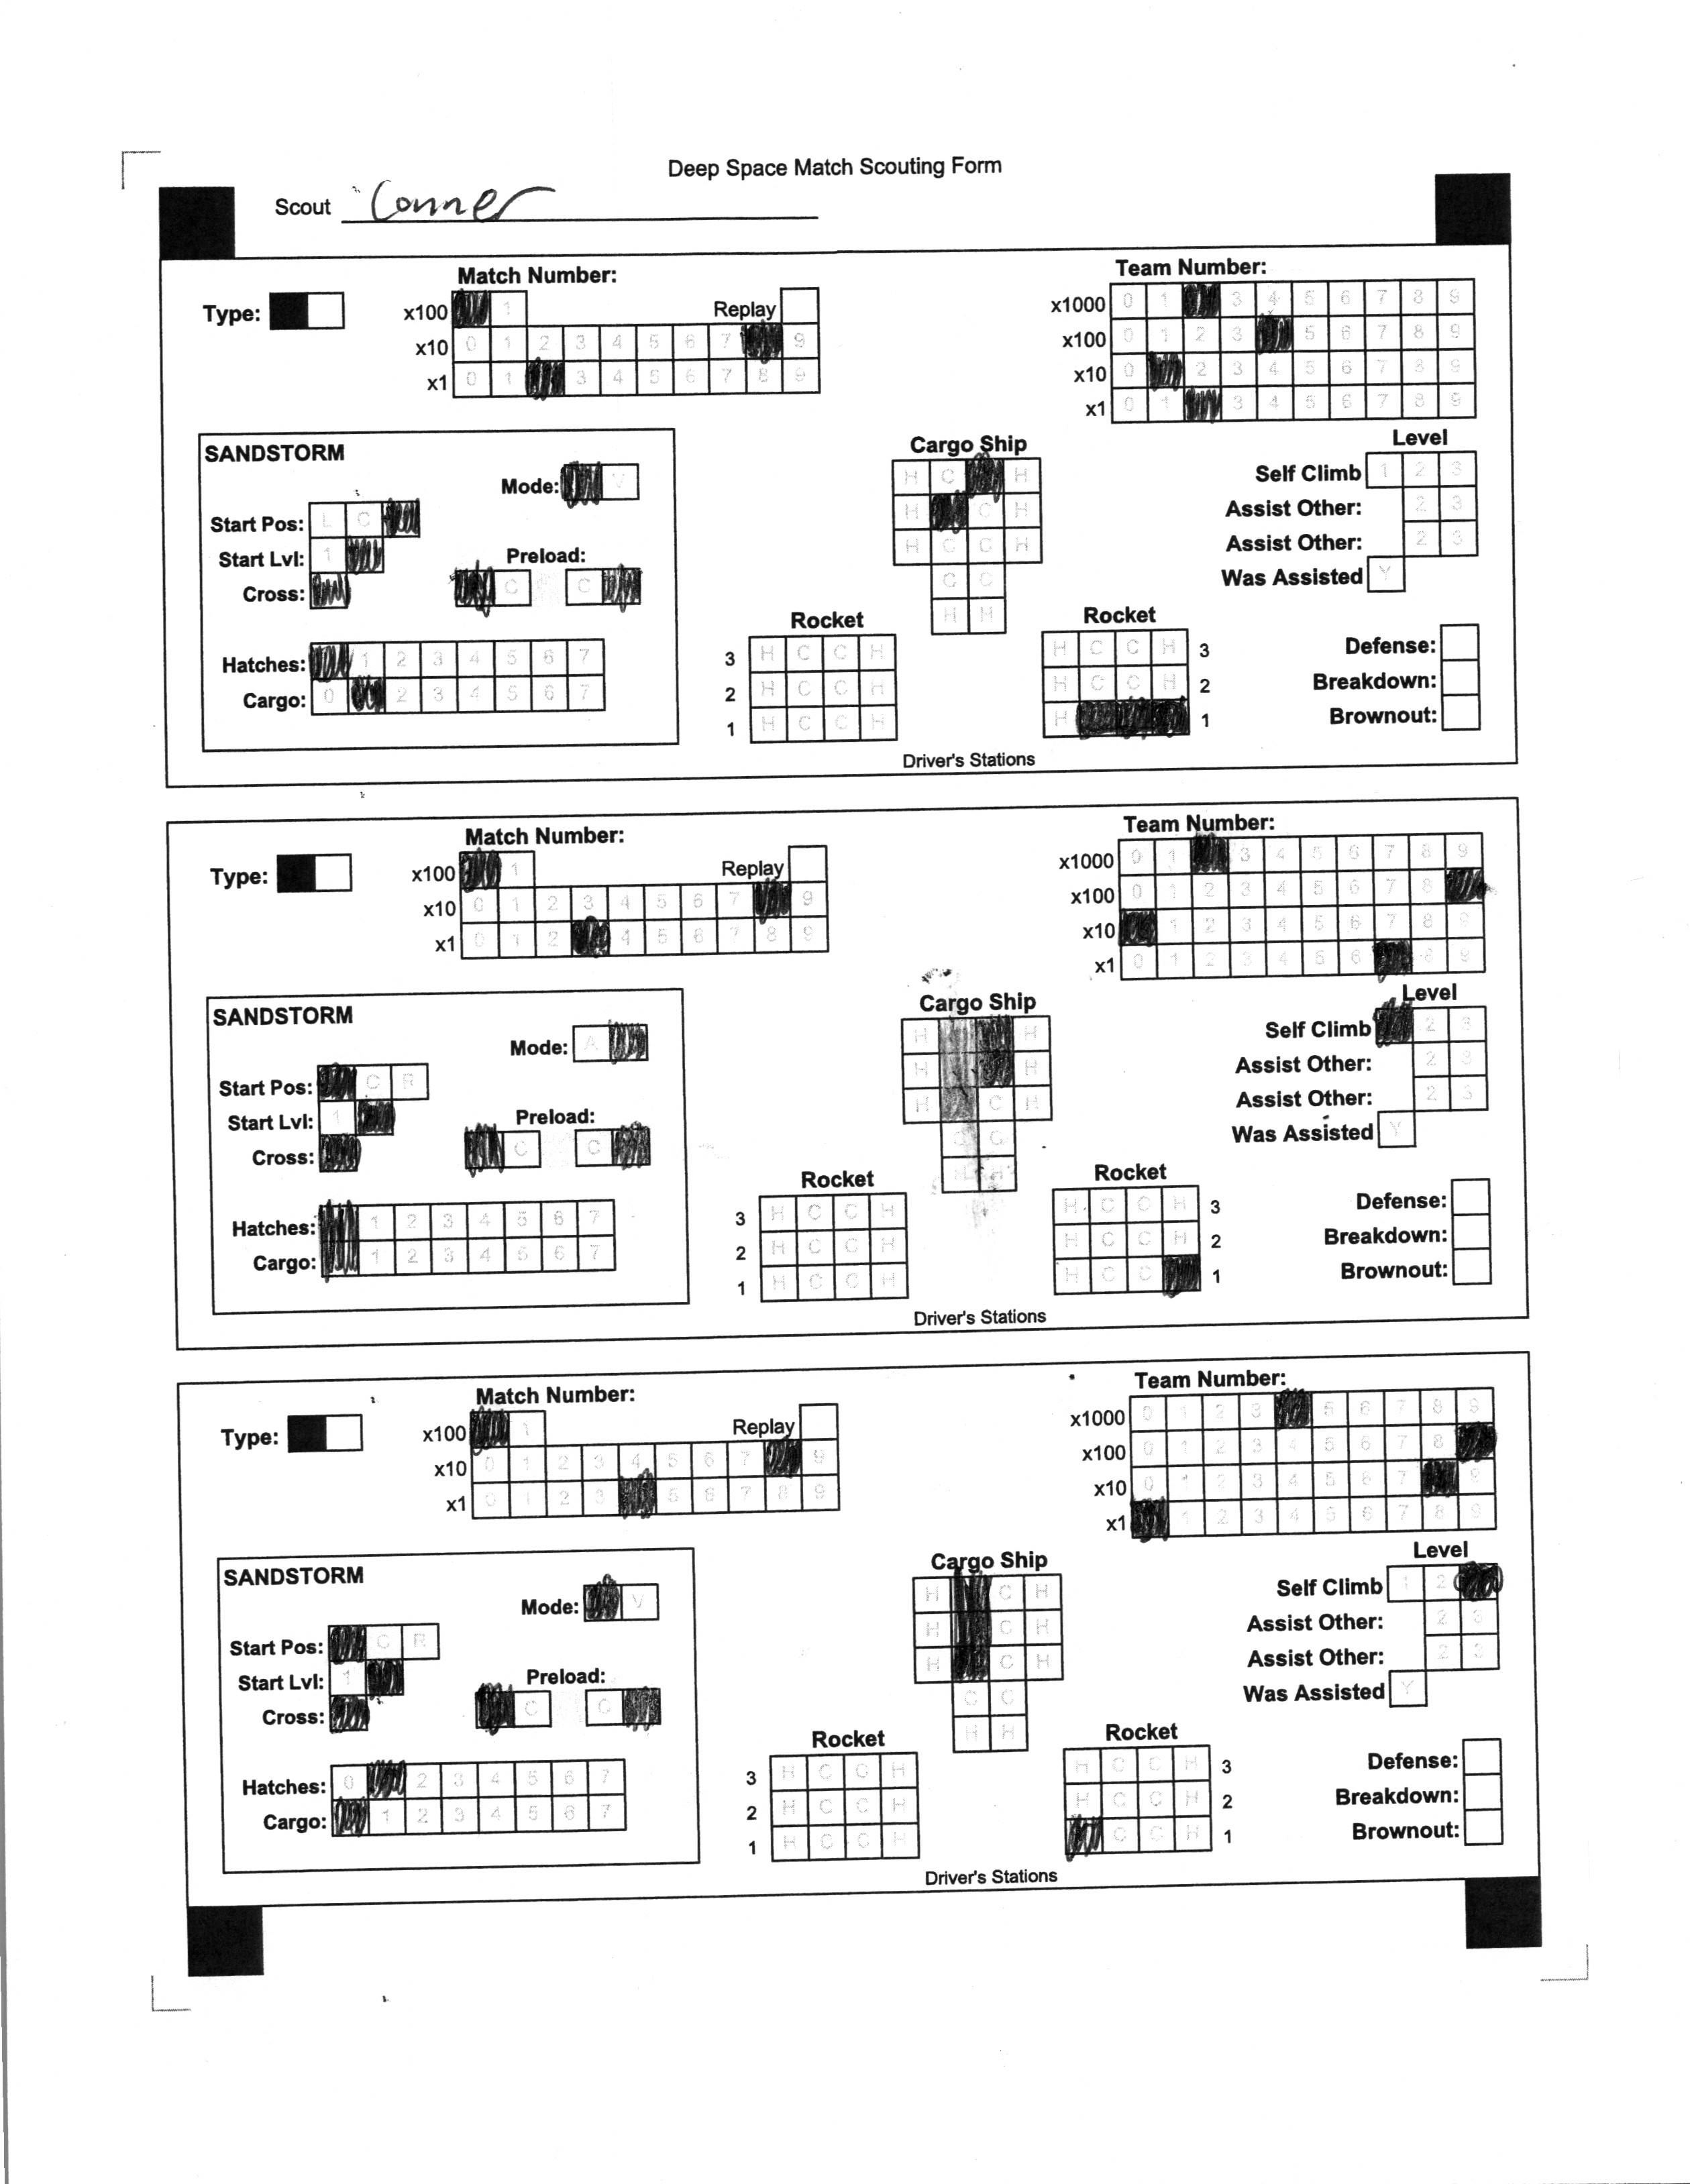 Deep Space Match Scouting Form
Scout Conner
Match Number:
Team Number:
Type:
x100 1 Replay
x1000 0 1 3 4 5 6 7 8 9
x10 0 1 2 3 4 5 6 7 9
x100 0 1 2 3 5 6 7 8 9
x1 0 1 3 4 5 6 7 8 9
x10 0 2 3 4 5 6 7 8 9
x1 0 1 3 4 5 6 7 8 9
SANDSTORM
Mode: V
Start Pos: L C
Start Lvl: 1
Preload:
Cross: C C
Hatches: 1 2 3 4 5 6 7
Cargo: 0 2 3 4 5 6 7
Cargo Ship
H C H
H C H
H C C H
C C
H H
Level
Self Climb 1 2 3
Assist Other: 2 3
Assist Other: 2 3
Was Assisted Y
Rocket
3 H C C H
2 H C C H
1 H C C H
Rocket
H C C H 3
H C C H 2
H 1
Defense:
Breakdown:
Brownout:
Driver's Stations
Match Number:
Team Number:
Type:
x100 1 Replay
x1000 0 1 3 4 5 6 7 8 9
x10 0 1 2 3 4 5 6 7 9
x100 0 1 2 3 4 5 6 7 8
x1 0 1 2 4 5 6 7 8 9
x10 1 2 3 4 5 6 7 8 9
x1 0 1 2 3 4 5 6 8 9
SANDSTORM
Mode: A
Start Pos: C R
Start Lvl: 1
Preload:
Cross: C C
Hatches: 1 2 3 4 5 6 7
Cargo: 1 2 3 4 5 6 7
Cargo Ship
H H
H H
H C H
C C
H H
Level
Self Climb 2 3
Assist Other: 2 3
Assist Other: 2 3
Was Assisted Y
Rocket
3 H C C H
2 H C C H
1 H C C H
Rocket
H C C H 3
H C C H 2
H C C 1
Defense:
Breakdown:
Brownout:
Driver's Stations
Match Number:
Team Number:
Type:
x100 1 Replay
x1000 0 1 2 3 5 6 7 8 9
x10 0 1 2 3 4 5 6 7 9
x100 0 1 2 3 4 5 6 7 8
x1 0 1 2 3 5 6 7 8 9
x10 0 1 2 3 4 5 6 7 9
x1 1 2 3 4 5 6 7 8 9
SANDSTORM
Mode: V
Start Pos: C R
Start Lvl: 1
Preload:
Cross: C C
Hatches: 0 2 3 4 5 6 7
Cargo: 1 2 3 4 5 6 7
Cargo Ship
H C H
H C H
H C H
C C
H H
Level
Self Climb 1 2
Assist Other: 2 3
Assist Other: 2 3
Was Assisted Y
Rocket
3 H C C H
2 H C C H
1 H C C H
Rocket
H C C H 3
H C C H 2
C C H 1
Defense:
Breakdown:
Brownout:
Driver's Stations